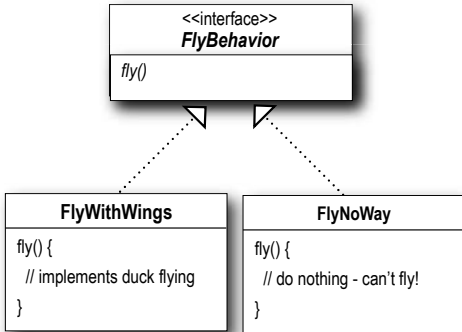 <<interface>>
FlyBehavior
fly()
FlyWithWings
fly() {
// implements duck flying
}
FlyNoWay
fly() {
// do nothing - can't fly!
}